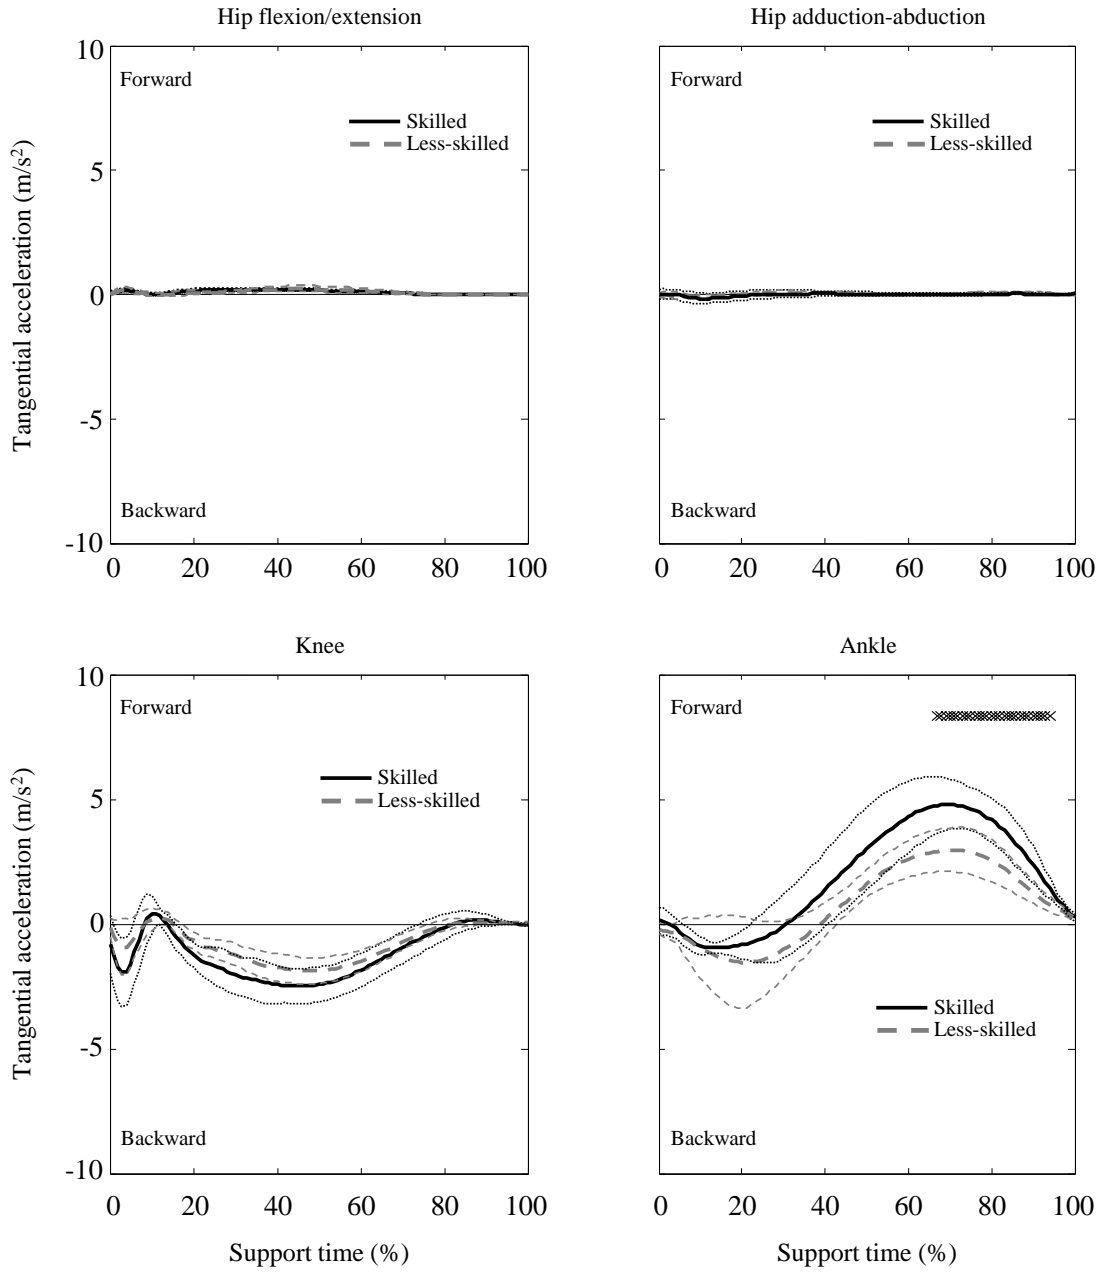 Hip flexion/extension
Hip adduction-abduction
10
Forward
Forward
Skilled
Less-skilled
Skilled
Less-skilled
5
Tangential acceleration (m/s²)
0
-5
Backward
Backward
-10
0 20 40 60 80 100
0 20 40 60 80 100
Knee
Ankle
10
Forward
Forward
Skilled
Less-skilled
5
Tangential acceleration (m/s²)
0
Skilled
Less-skilled
-5
Backward
Backward
-10
0 20 40 60 80 100
0 20 40 60 80 100
Support time (%)
Support time (%)